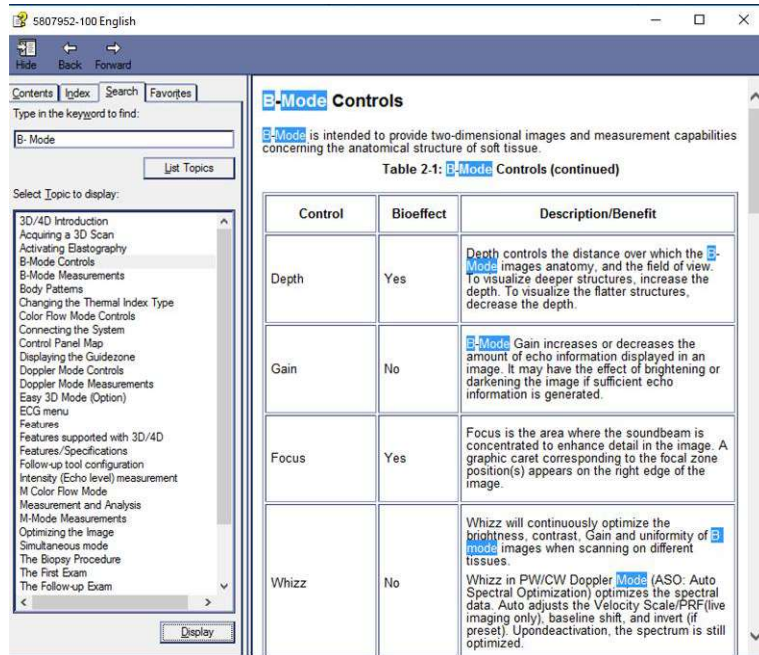 5807952-100 English
Hide Back Forward
Contents Index Search Favorites
Type in the keyword to find:
B- Mode
List Topics
Select Topic to display:
3D/4D Introduction
Acquiring a 3D Scan
Activating Elastography
B-Mode Controls
B-Mode Measurements
Body Patterns
Changing the Thermal Index Type
Color Flow Mode Controls
Connecting the System
Control Panel Map
Displaying the Guidezone
Doppler Mode Controls
Doppler Mode Measurements
Easy 3D Mode (Option)
ECG menu
Features
Features supported with 3D/4D
Features/Specifications
Follow-up tool configuration
Intensity (Echo level) measurement
M Color Flow Mode
Measurement and Analysis
M-Mode Measurements
Optimizing the Image
Simultaneous mode
The Biopsy Procedure
The First Exam
The Follow-up Exam
Display
B-Mode Controls
B-Mode is intended to provide two-dimensional images and measurement capabilities
concerning the anatomical structure of soft tissue.
Table 2-1: B-Mode Controls (continued)
Control Bioeffect Description/Benefit
Depth Yes
Depth controls the distance over which the B-
Mode images anatomy, and the field of view.
To visualize deeper structures, increase the
depth. To visualize the flatter structures,
decrease the depth.
Gain No
B-Mode Gain increases or decreases the
amount of echo information displayed in an
image. It may have the effect of brightening or
darkening the image if sufficient echo
information is generated.
Focus Yes
Focus is the area where the soundbeam is
concentrated to enhance detail in the image. A
graphic caret corresponding to the focal zone
position(s) appears on the right edge of the
image.
Whizz No
Whizz will continuously optimize the
brightness, contrast, Gain and uniformity of B-
mode images when scanning on different
tissues.
Whizz in PW/CW Doppler Mode (ASO: Auto
Spectral Optimization) optimizes the spectral
data. Auto adjusts the Velocity Scale/PRF(live
imaging only), baseline shift, and invert (if
preset). Upondeactivation, the spectrum is still
optimized.